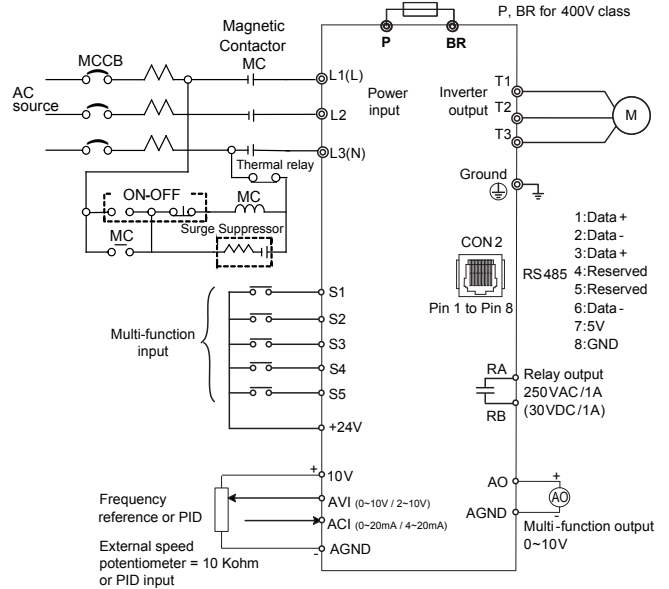 P, BR for 400V class
P
BR
Magnetic
Contactor
MC
MCCB
AC
source
L1(L)
L2
L3(N)
Power
input
Inverter
output
T1
T2
T3
M
Thermal relay
Ground
ON-OFF
MC
Surge Suppressor
MC
CON2
RS485
Pin 1 to Pin 8
1:Data+
2:Data-
3:Data+
4:Reserved
5:Reserved
6:Data-
7:5V
8:GND
Multi-function
input
S1
S2
S3
S4
S5
+24V
RA
RB
Relay output
250VAC/1A
(30VDC/1A)
+
10V
AVI (0~10V / 2~10V)
ACI (0~20mA / 4~20mA)
- AGND
Frequency
reference or PID
External speed
potentiometer = 10 Kohm
or PID input
AO
AGND
+
AO
-
Multi-function output
0~10V